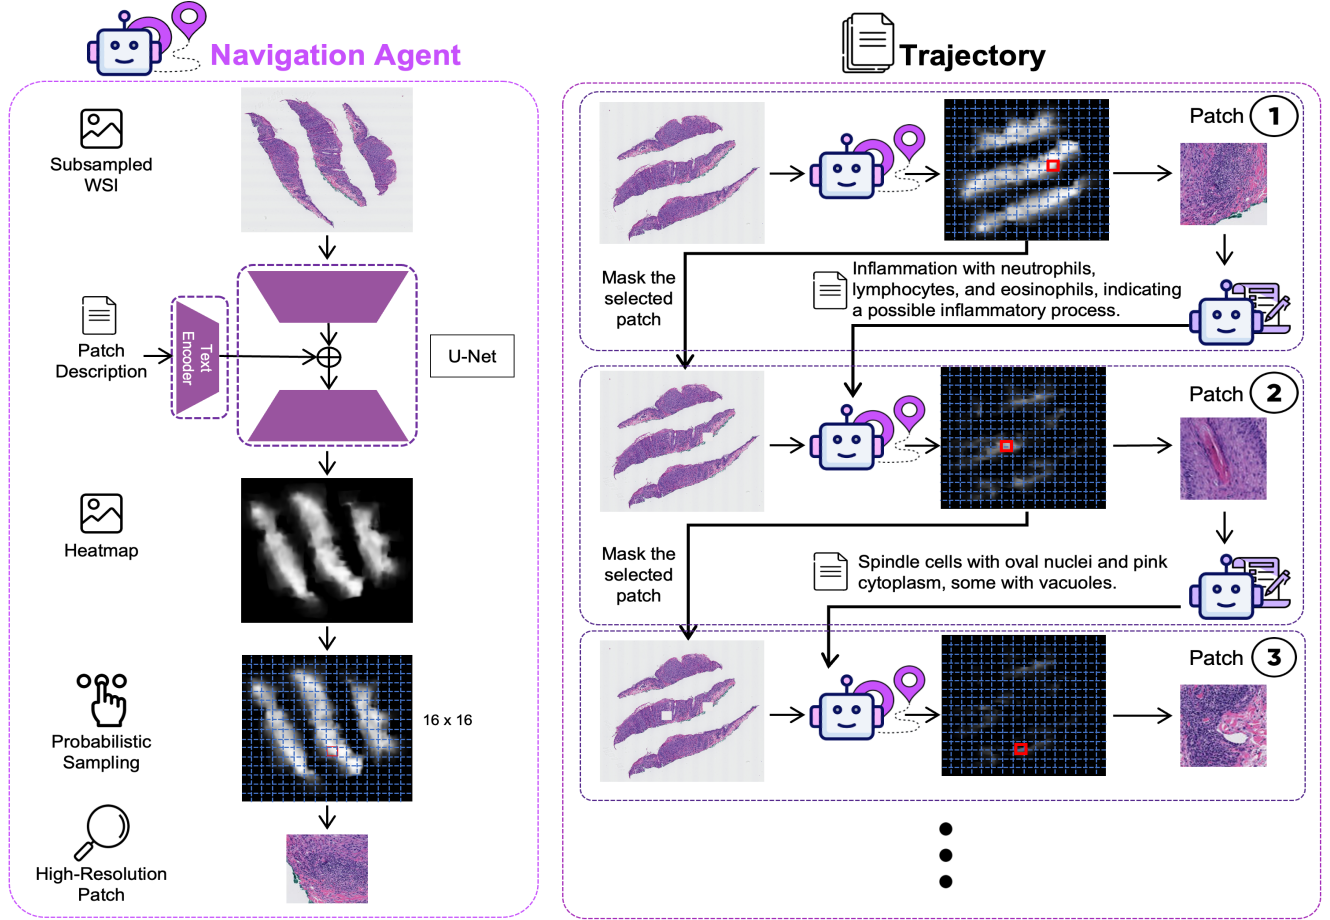 Navigation Agent
Subsampled
WSI
Patch
Description
Text
Encoder
U-Net
Heatmap
16 x 16
Probabilistic
Sampling
High-Resolution
Patch
Trajectory
Patch 1
Mask the
selected
patch
Inflammation with neutrophils,
lymphocytes, and eosinophils, indicating
a possible inflammatory process.
Patch 2
Mask the
selected
patch
Spindle cells with oval nuclei and pink
cytoplasm, some with vacuoles.
Patch 3